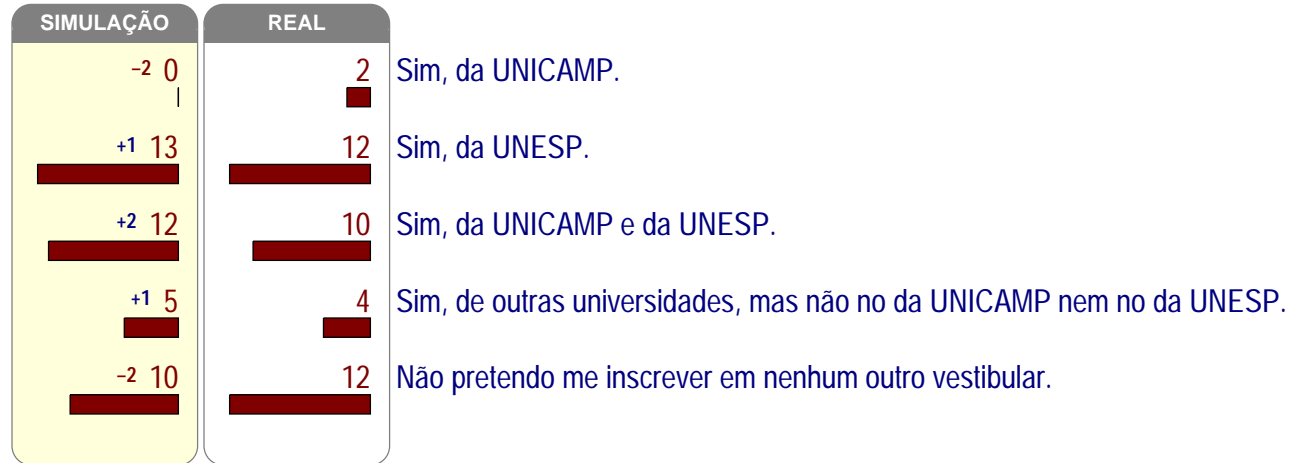 SIMULAÇÃO REAL
–2 0 2 Sim, da UNICAMP.
+1 13 12 Sim, da UNESP.
+2 12 10 Sim, da UNICAMP e da UNESP.
+1 5 4 Sim, de outras universidades, mas não no da UNICAMP nem no da UNESP.
–2 10 12 Não pretendo me inscrever em nenhum outro vestibular.